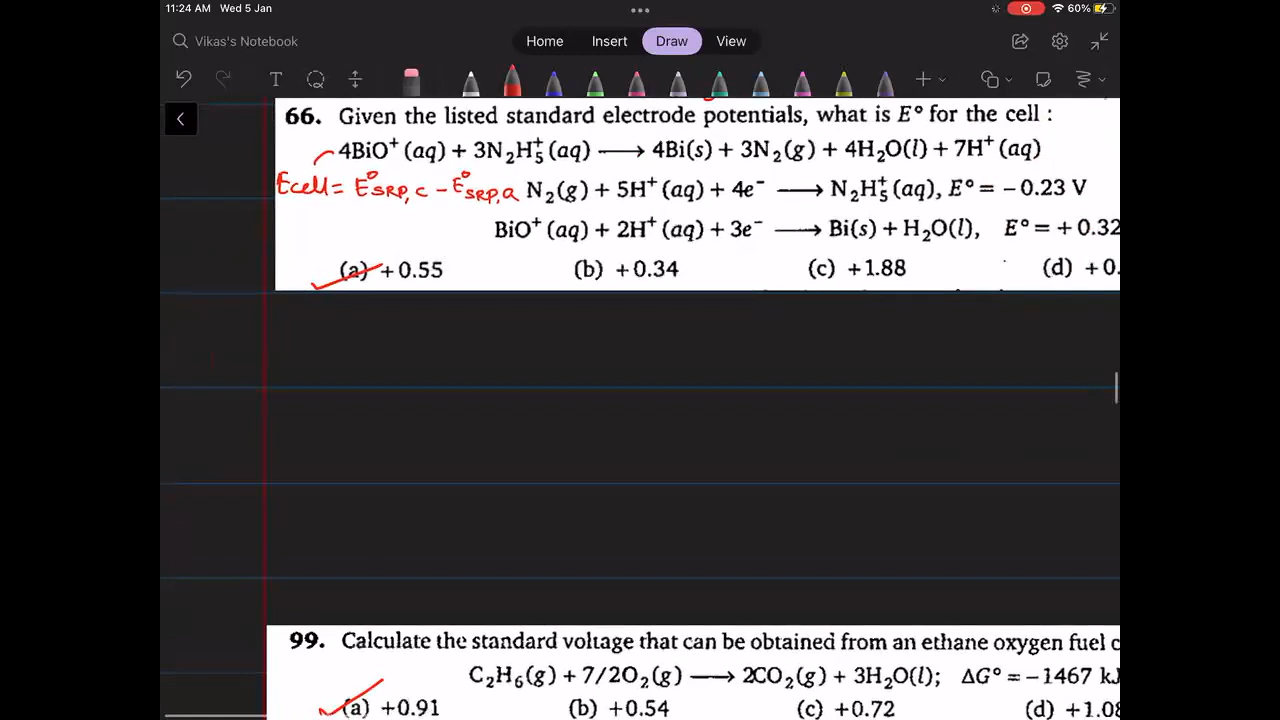 11:24 AM Wed 5 Jan
60%
Vikas's Notebook
Home Insert Draw View
66. Given the listed standard electrode potentials, what is E° for the cell :
4BiO⁺(aq) + 3N₂H₅⁺(aq) ⟶ 4Bi(s) + 3N₂(g) + 4H₂O(l) + 7H⁺(aq)
Ecell = E°SRP,c − E°SRP,a N₂(g) + 5H⁺(aq) + 4e⁻ ⟶ N₂H₅⁺(aq), E° = −0.23 V
BiO⁺(aq) + 2H⁺(aq) + 3e⁻ ⟶ Bi(s) + H₂O(l), E° = +0.32
(a) +0.55 (b) +0.34 (c) +1.88 (d) +0.
99. Calculate the standard voltage that can be obtained from an ethane oxygen fuel c
C₂H₆(g) + 7/2O₂(g) ⟶ 2CO₂(g) + 3H₂O(l); ΔG° = −1467 kJ
(a) +0.91 (b) +0.54 (c) +0.72 (d) +1.08